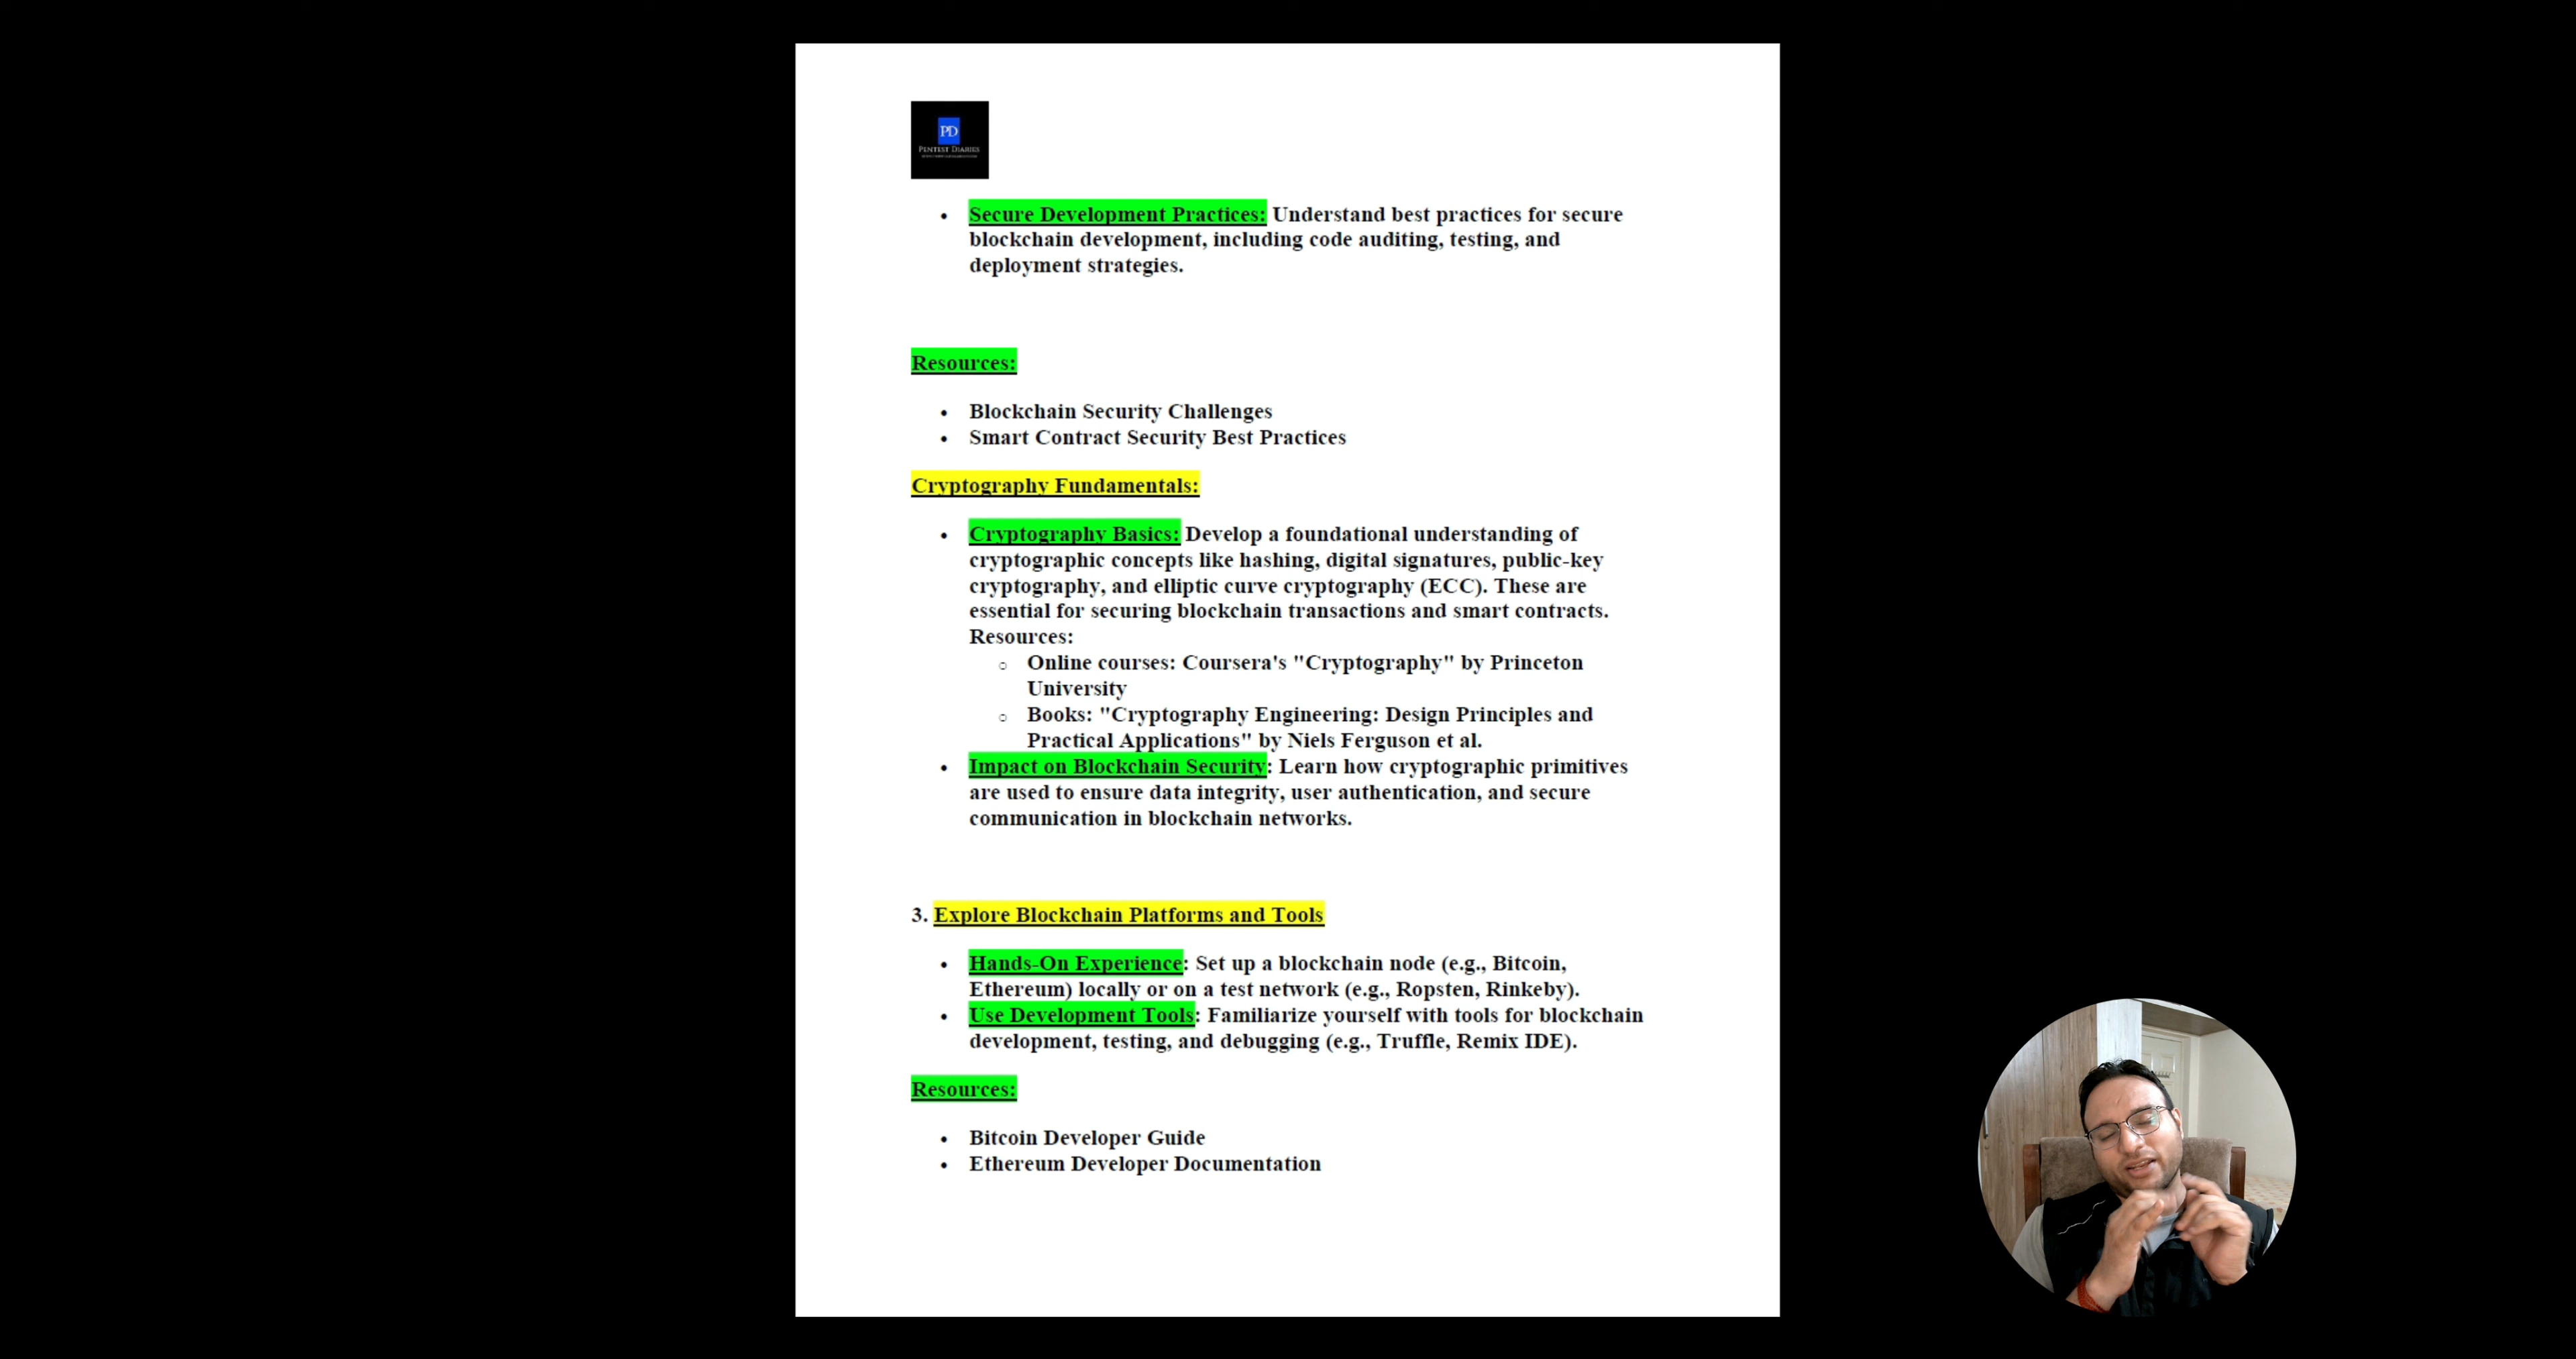 PD
PENTEST DIARIES
• Secure Development Practices: Understand best practices for secure
blockchain development, including code auditing, testing, and
deployment strategies.
Resources:
• Blockchain Security Challenges
• Smart Contract Security Best Practices
Cryptography Fundamentals:
• Cryptography Basics: Develop a foundational understanding of
cryptographic concepts like hashing, digital signatures, public-key
cryptography, and elliptic curve cryptography (ECC). These are
essential for securing blockchain transactions and smart contracts.
Resources:
○ Online courses: Coursera's "Cryptography" by Princeton
University
○ Books: "Cryptography Engineering: Design Principles and
Practical Applications" by Niels Ferguson et al.
• Impact on Blockchain Security: Learn how cryptographic primitives
are used to ensure data integrity, user authentication, and secure
communication in blockchain networks.
3. Explore Blockchain Platforms and Tools
• Hands-On Experience: Set up a blockchain node (e.g., Bitcoin,
Ethereum) locally or on a test network (e.g., Ropsten, Rinkeby).
• Use Development Tools: Familiarize yourself with tools for blockchain
development, testing, and debugging (e.g., Truffle, Remix IDE).
Resources:
• Bitcoin Developer Guide
• Ethereum Developer Documentation